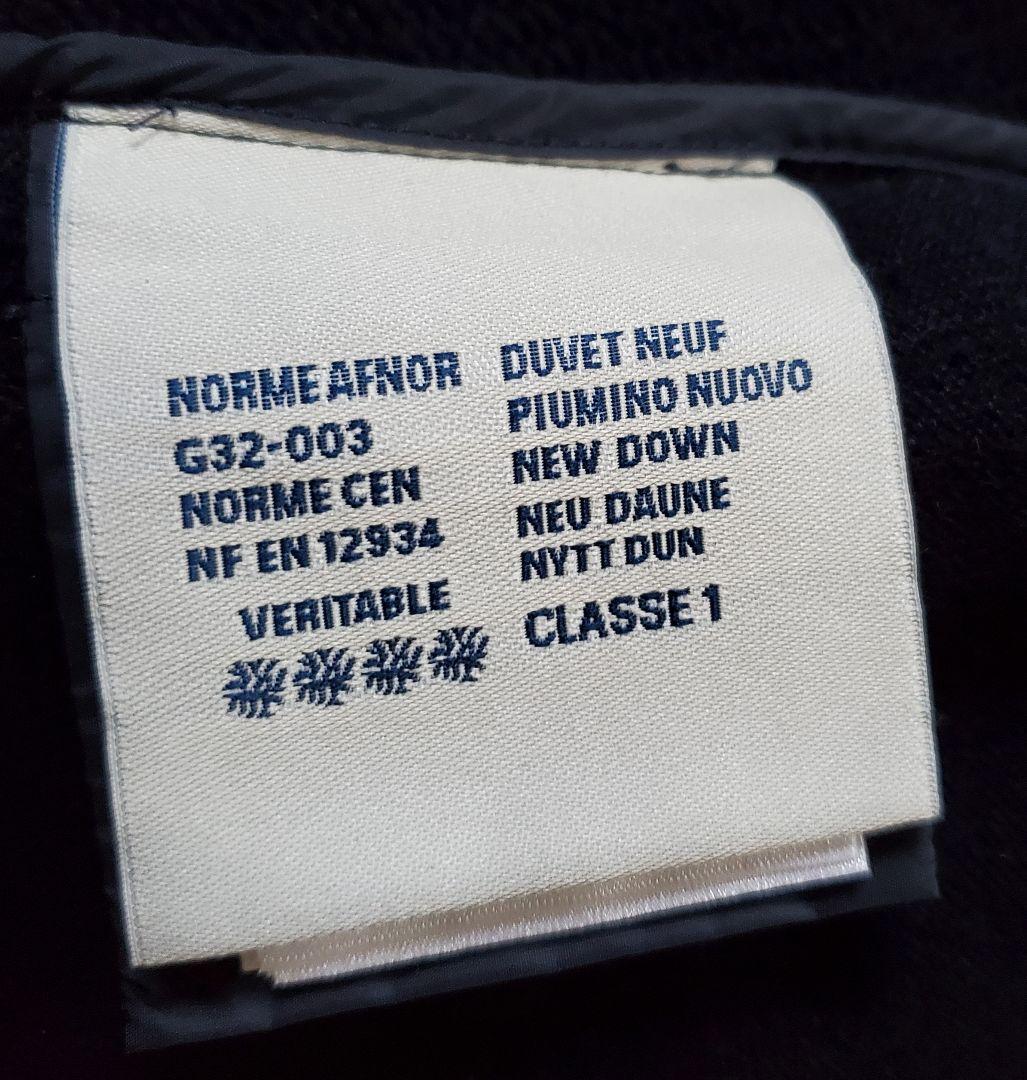 NORME AFNOR
G32-003
NORME CEN
NF EN 12934
VERITABLE
DUVET NEUF
PIUMINO NUOVO
NEW DOWN
NEU DAUNE
NYTT DUN
CLASSE 1